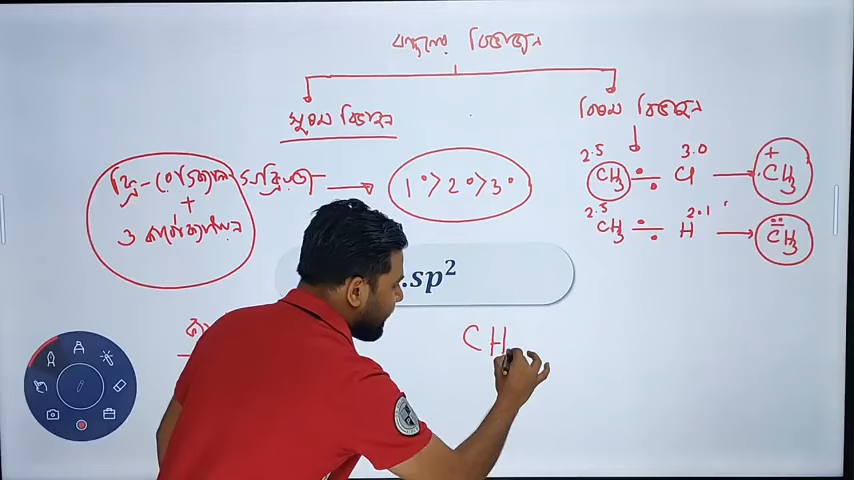 বন্ধনের বিভাজন
সুষম বিভাজন
বিষম বিভাজন
ফ্রি-রেডিক্যাল সক্রিয়তা → 1° > 2° > 3°
+
ও কার্বোক্যাটায়ন
2.5 3.0
CH₃ — Cl → +CH₃
2.5 2.1
CH₃ — H → CH₃
.sp²
CH